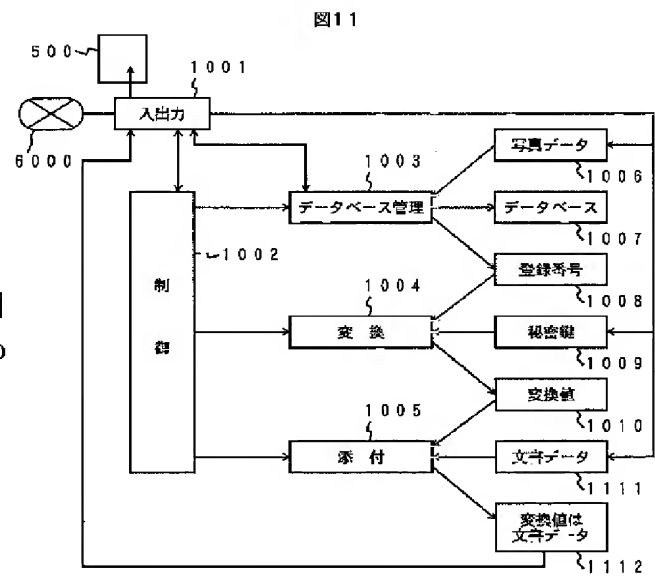 図11
500
1001
入出力
6000
1003
写真データ
1006
データベース管理
データベース
1007
1002
制
御
登録番号
1008
1004
変 換
秘密鍵
1009
変換値
1010
1005
添 付
文字データ
1111
変換値は
文字データ
1112